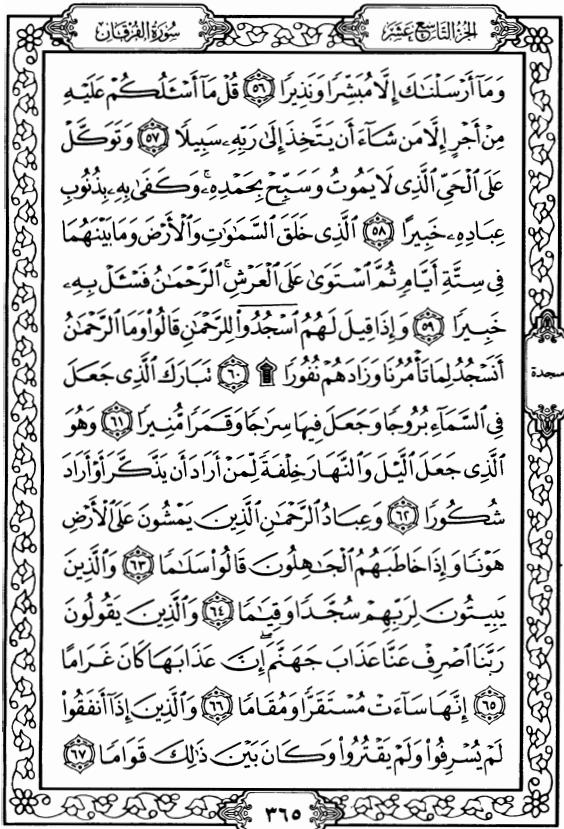 الجزء التاسع عشر
سورة الفرقان
وَمَآ أَرْسَلْنَٰكَ إِلَّا مُبَشِّرًا وَنَذِيرًا ٥٦ قُلْ مَآ أَسْـَٔلُكُمْ عَلَيْهِ
مِنْ أَجْرٍ إِلَّا مَن شَآءَ أَن يَتَّخِذَ إِلَىٰ رَبِّهِۦ سَبِيلًا ٥٧ وَتَوَكَّلْ
عَلَى ٱلْحَىِّ ٱلَّذِى لَا يَمُوتُ وَسَبِّحْ بِحَمْدِهِۦ ۚ وَكَفَىٰ بِهِۦ بِذُنُوبِ
عِبَادِهِۦ خَبِيرًا ٥٨ ٱلَّذِى خَلَقَ ٱلسَّمَٰوَٰتِ وَٱلْأَرْضَ وَمَا بَيْنَهُمَا
فِى سِتَّةِ أَيَّامٍ ثُمَّ ٱسْتَوَىٰ عَلَى ٱلْعَرْشِ ۚ ٱلرَّحْمَٰنُ فَسْـَٔلْ بِهِۦ
خَبِيرًا ٥٩ وَإِذَا قِيلَ لَهُمُ ٱسْجُدُوا۟ لِلرَّحْمَٰنِ قَالُوا۟ وَمَا ٱلرَّحْمَٰنُ
أَنَسْجُدُ لِمَا تَأْمُرُنَا وَزَادَهُمْ نُفُورًا ۩ ٦٠ تَبَارَكَ ٱلَّذِى جَعَلَ
سجدة
فِى ٱلسَّمَآءِ بُرُوجًا وَجَعَلَ فِيهَا سِرَٰجًا وَقَمَرًا مُّنِيرًا ٦١ وَهُوَ
ٱلَّذِى جَعَلَ ٱلَّيْلَ وَٱلنَّهَارَ خِلْفَةً لِّمَنْ أَرَادَ أَن يَذَّكَّرَ أَوْ أَرَادَ
شُكُورًا ٦٢ وَعِبَادُ ٱلرَّحْمَٰنِ ٱلَّذِينَ يَمْشُونَ عَلَى ٱلْأَرْضِ
هَوْنًا وَإِذَا خَاطَبَهُمُ ٱلْجَٰهِلُونَ قَالُوا۟ سَلَٰمًا ٦٣ وَٱلَّذِينَ
يَبِيتُونَ لِرَبِّهِمْ سُجَّدًا وَقِيَٰمًا ٦٤ وَٱلَّذِينَ يَقُولُونَ
رَبَّنَا ٱصْرِفْ عَنَّا عَذَابَ جَهَنَّمَ ۖ إِنَّ عَذَابَهَا كَانَ غَرَامًا
٦٥ إِنَّهَا سَآءَتْ مُسْتَقَرًّا وَمُقَامًا ٦٦ وَٱلَّذِينَ إِذَآ أَنفَقُوا۟
لَمْ يُسْرِفُوا۟ وَلَمْ يَقْتُرُوا۟ وَكَانَ بَيْنَ ذَٰلِكَ قَوَامًا ٦٧
٣٦٥